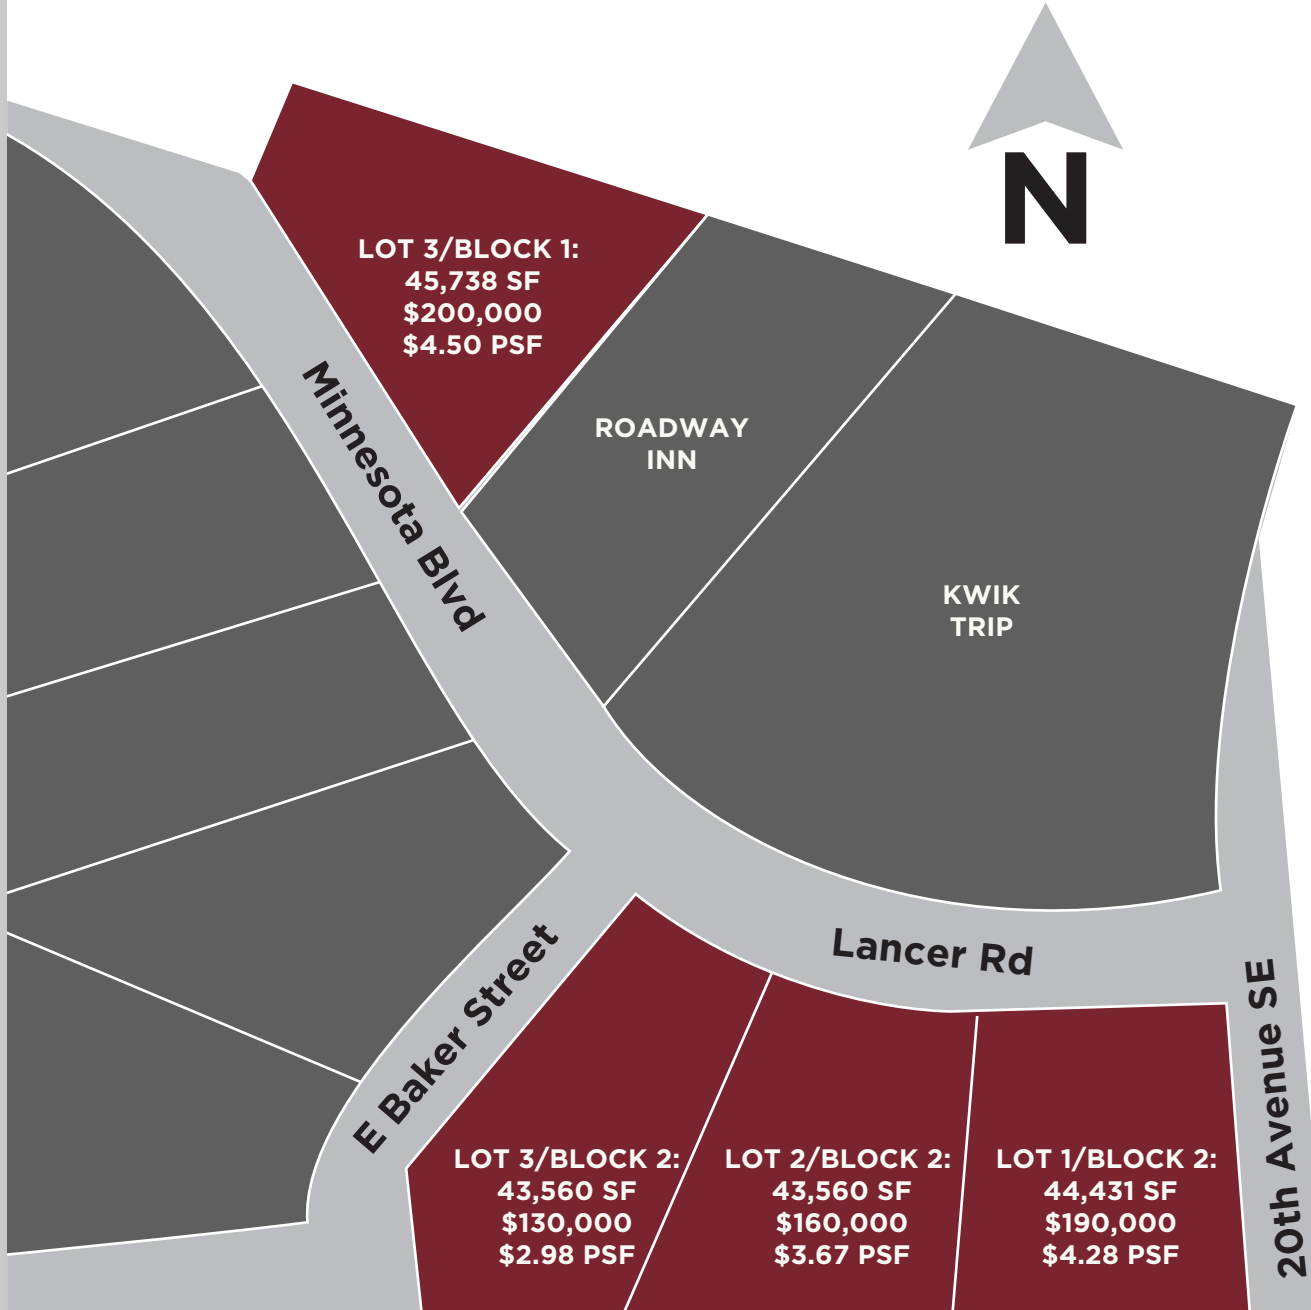 N
LOT 3/BLOCK 1:
45,738 SF
$200,000
$4.50 PSF
ROADWAY
INN
KWIK
TRIP
Minnesota Blvd
Lancer Rd
E Baker Street
20th Avenue SE
LOT 3/BLOCK 2:
43,560 SF
$130,000
$2.98 PSF
LOT 2/BLOCK 2:
43,560 SF
$160,000
$3.67 PSF
LOT 1/BLOCK 2:
44,431 SF
$190,000
$4.28 PSF